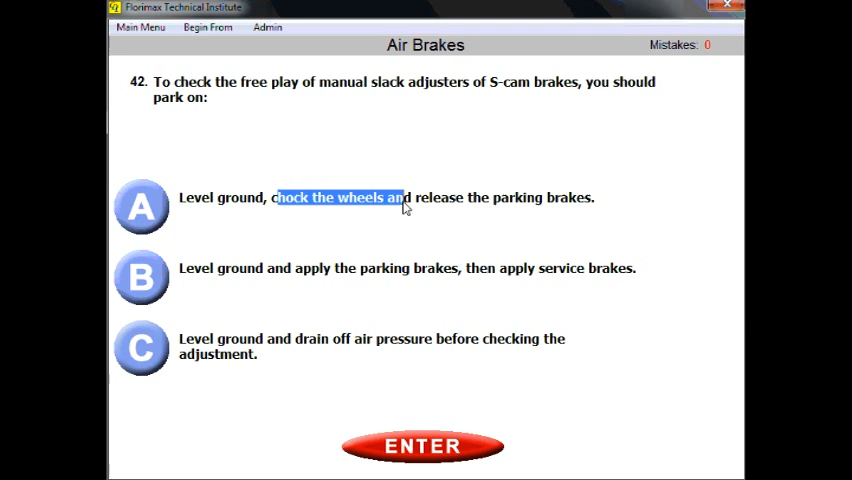 Florimax Technical Institute
Main Menu Begin From Admin
Air Brakes Mistakes: 0
42. To check the free play of manual slack adjusters of S-cam brakes, you should
park on:
A Level ground, chock the wheels and release the parking brakes.
B Level ground and apply the parking brakes, then apply service brakes.
C Level ground and drain off air pressure before checking the
adjustment.
ENTER